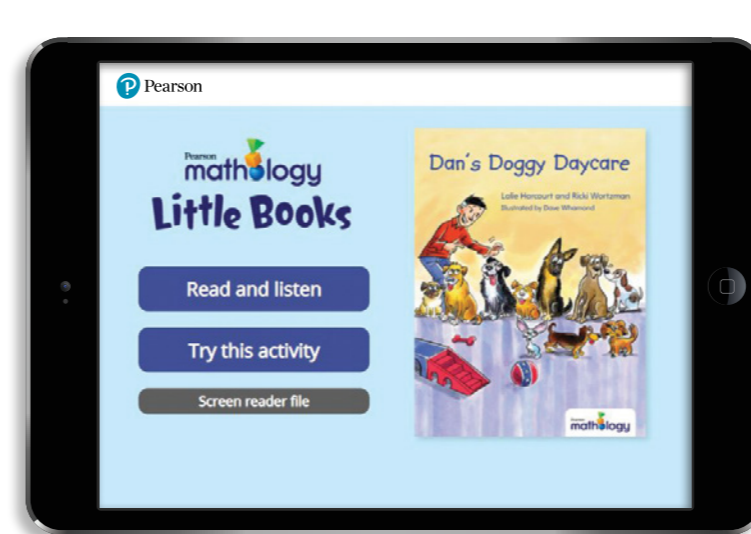 Pearson
Pearson
mathology
Little Books
Read and listen
Try this activity
Screen reader file
Dan's Doggy Daycare
Lalie Harcourt and Ricki Wortzman
Illustrated by Dave Whamond
Pearson
mathology